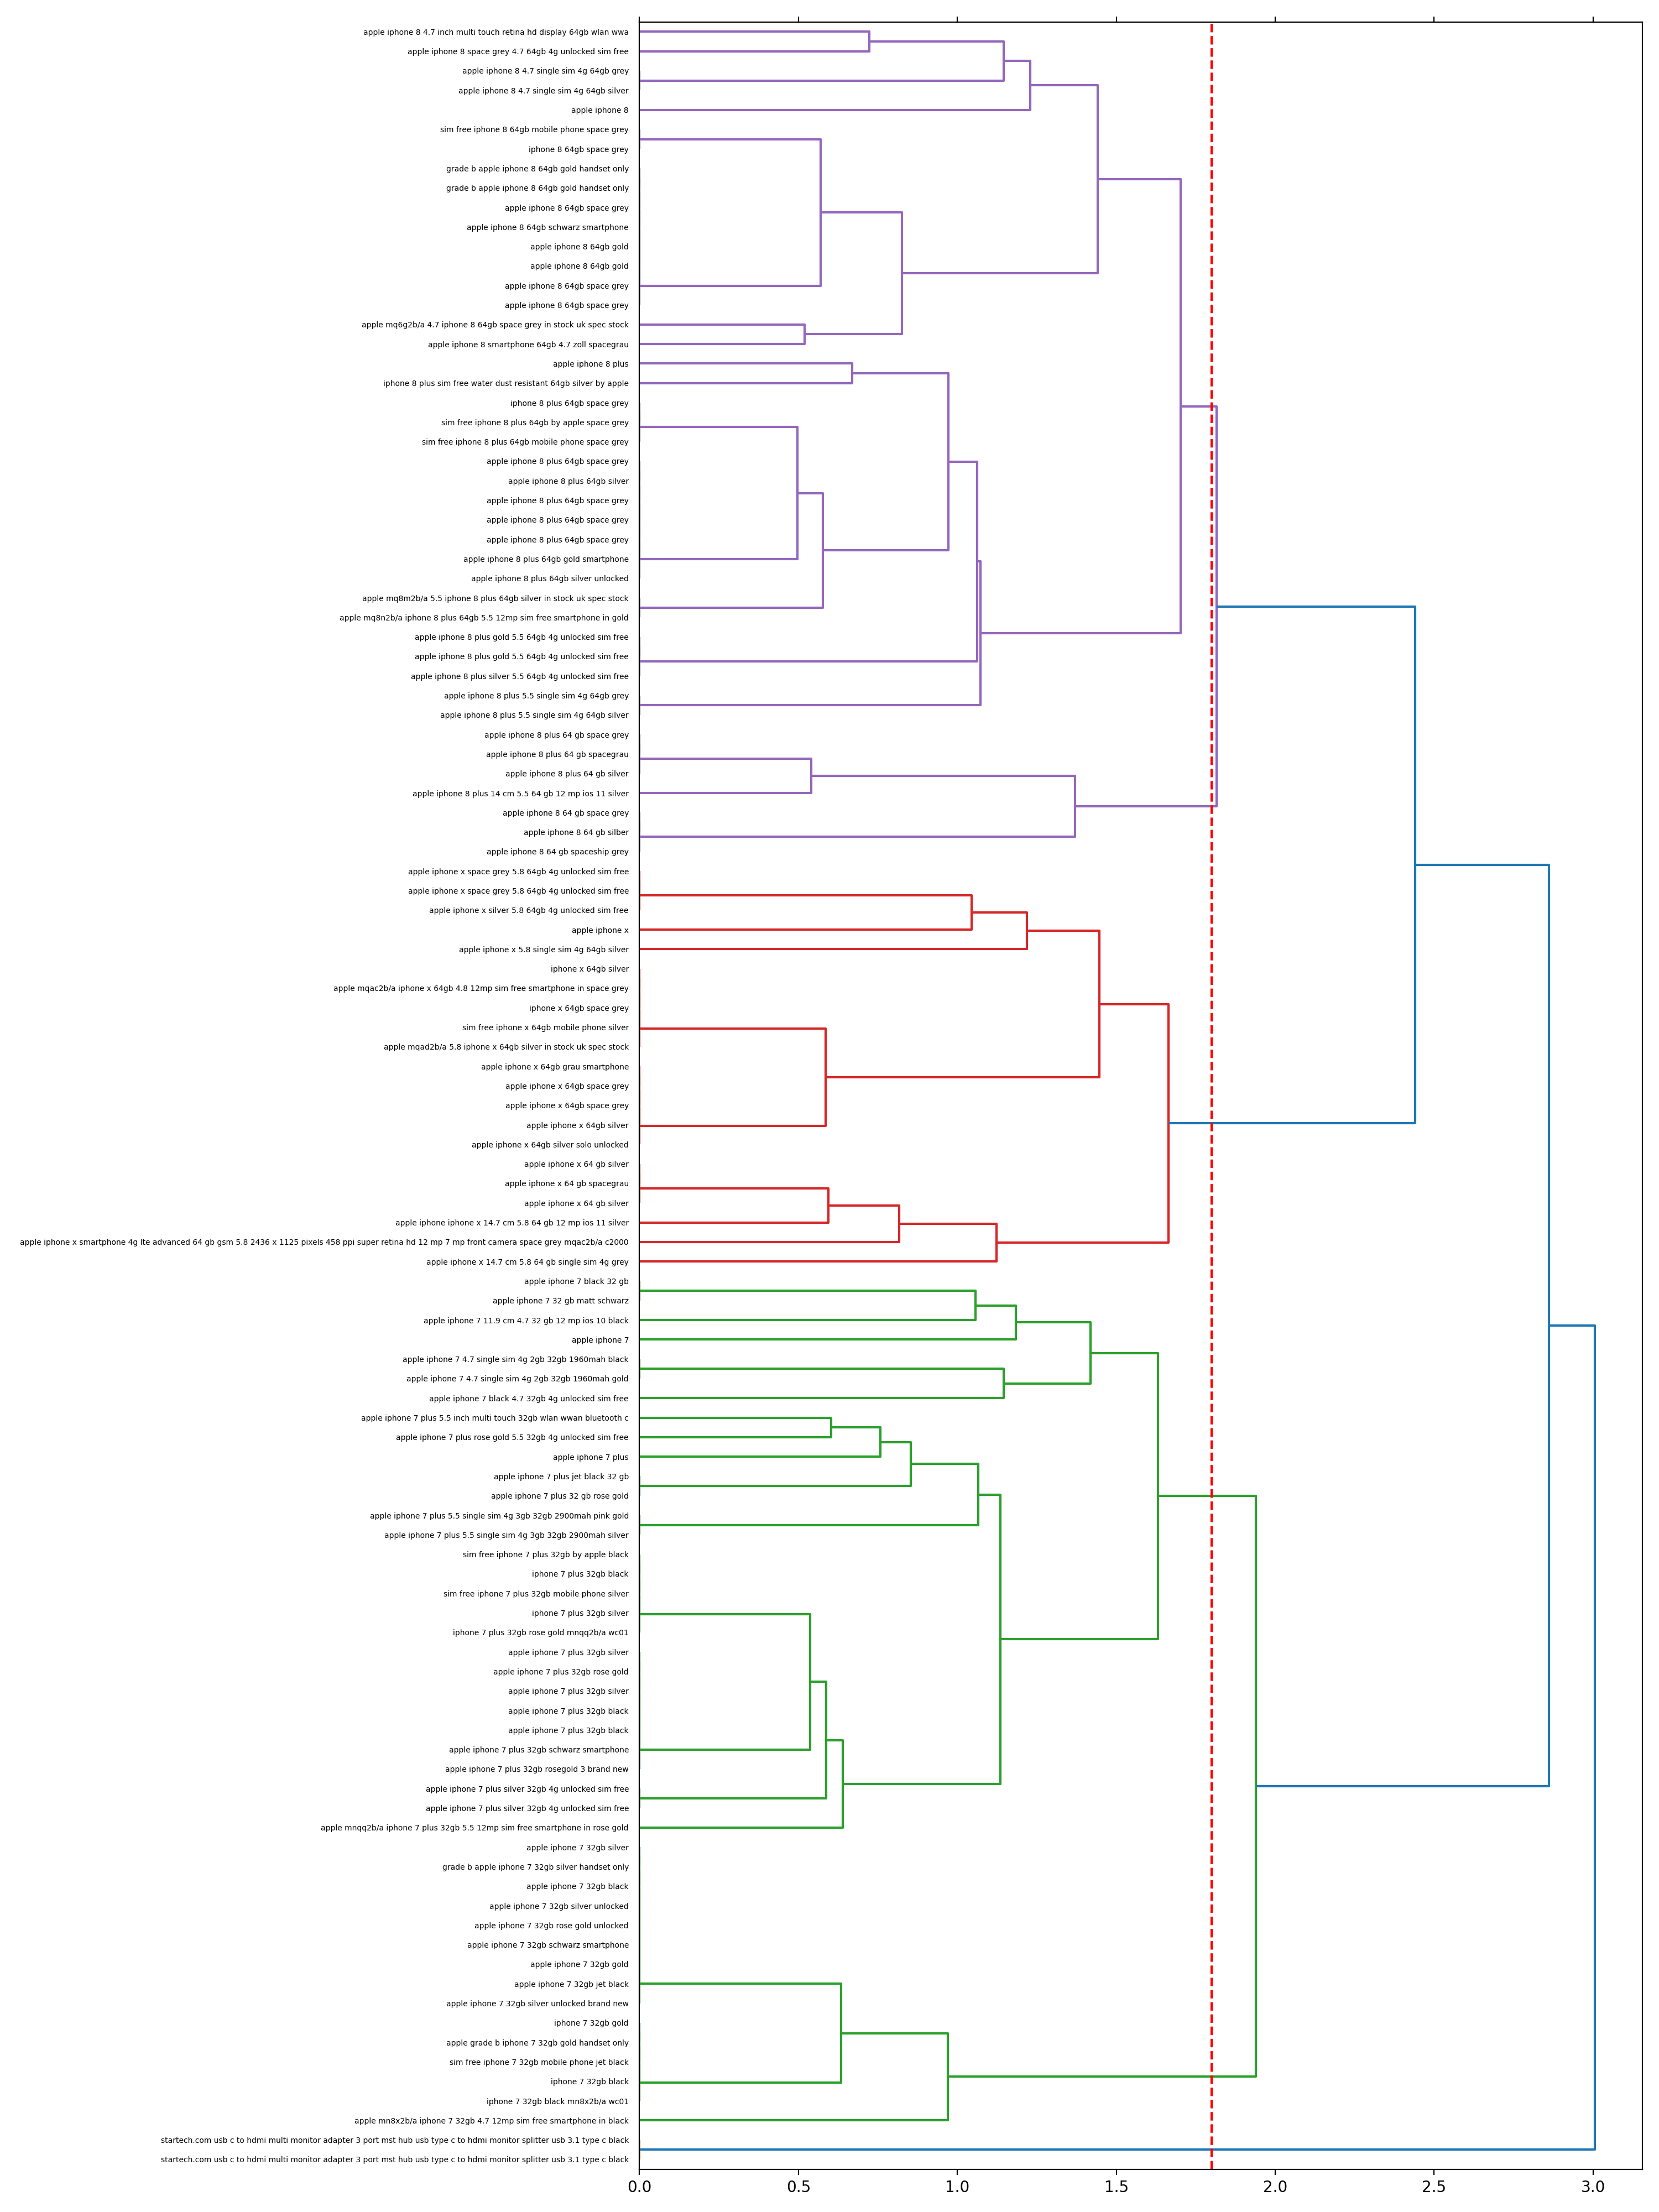 apple iphone 8 4.7 inch multi touch retina hd display 64gb wlan wwa
apple iphone 8 space grey 4.7 64gb 4g unlocked sim free
apple iphone 8 4.7 single sim 4g 64gb grey
apple iphone 8 4.7 single sim 4g 64gb silver
apple iphone 8
sim free iphone 8 64gb mobile phone space grey
iphone 8 64gb space grey
grade b apple iphone 8 64gb gold handset only
grade b apple iphone 8 64gb gold handset only
apple iphone 8 64gb space grey
apple iphone 8 64gb schwarz smartphone
apple iphone 8 64gb gold
apple iphone 8 64gb gold
apple iphone 8 64gb space grey
apple iphone 8 64gb space grey
apple mq6g2b/a 4.7 iphone 8 64gb space grey in stock uk spec stock
apple iphone 8 smartphone 64gb 4.7 zoll spacegrau
apple iphone 8 plus
iphone 8 plus sim free water dust resistant 64gb silver by apple
iphone 8 plus 64gb space grey
sim free iphone 8 plus 64gb by apple space grey
sim free iphone 8 plus 64gb mobile phone space grey
apple iphone 8 plus 64gb space grey
apple iphone 8 plus 64gb silver
apple iphone 8 plus 64gb space grey
apple iphone 8 plus 64gb space grey
apple iphone 8 plus 64gb space grey
apple iphone 8 plus 64gb gold smartphone
apple iphone 8 plus 64gb silver unlocked
apple mq8m2b/a 5.5 iphone 8 plus 64gb silver in stock uk spec stock
apple mq8n2b/a iphone 8 plus 64gb 5.5 12mp sim free smartphone in gold
apple iphone 8 plus gold 5.5 64gb 4g unlocked sim free
apple iphone 8 plus gold 5.5 64gb 4g unlocked sim free
apple iphone 8 plus silver 5.5 64gb 4g unlocked sim free
apple iphone 8 plus 5.5 single sim 4g 64gb grey
apple iphone 8 plus 5.5 single sim 4g 64gb silver
apple iphone 8 plus 64 gb space grey
apple iphone 8 plus 64 gb spacegrau
apple iphone 8 plus 64 gb silver
apple iphone 8 plus 14 cm 5.5 64 gb 12 mp ios 11 silver
apple iphone 8 64 gb space grey
apple iphone 8 64 gb silber
apple iphone 8 64 gb spaceship grey
apple iphone x space grey 5.8 64gb 4g unlocked sim free
apple iphone x space grey 5.8 64gb 4g unlocked sim free
apple iphone x silver 5.8 64gb 4g unlocked sim free
apple iphone x
apple iphone x 5.8 single sim 4g 64gb silver
iphone x 64gb silver
apple mqac2b/a iphone x 64gb 4.8 12mp sim free smartphone in space grey
iphone x 64gb space grey
sim free iphone x 64gb mobile phone silver
apple mqad2b/a 5.8 iphone x 64gb silver in stock uk spec stock
apple iphone x 64gb grau smartphone
apple iphone x 64gb space grey
apple iphone x 64gb space grey
apple iphone x 64gb silver
apple iphone x 64gb silver solo unlocked
apple iphone x 64 gb silver
apple iphone x 64 gb spacegrau
apple iphone x 64 gb silver
apple iphone iphone x 14.7 cm 5.8 64 gb 12 mp ios 11 silver
apple iphone x smartphone 4g lte advanced 64 gb gsm 5.8 2436 x 1125 pixels 458 ppi super retina hd 12 mp 7 mp front camera space grey mqac2b/a c2000
apple iphone x 14.7 cm 5.8 64 gb single sim 4g grey
apple iphone 7 black 32 gb
apple iphone 7 32 gb matt schwarz
apple iphone 7 11.9 cm 4.7 32 gb 12 mp ios 10 black
apple iphone 7
apple iphone 7 4.7 single sim 4g 2gb 32gb 1960mah black
apple iphone 7 4.7 single sim 4g 2gb 32gb 1960mah gold
apple iphone 7 black 4.7 32gb 4g unlocked sim free
apple iphone 7 plus 5.5 inch multi touch 32gb wlan wwan bluetooth c
apple iphone 7 plus rose gold 5.5 32gb 4g unlocked sim free
apple iphone 7 plus
apple iphone 7 plus jet black 32 gb
apple iphone 7 plus 32 gb rose gold
apple iphone 7 plus 5.5 single sim 4g 3gb 32gb 2900mah pink gold
apple iphone 7 plus 5.5 single sim 4g 3gb 32gb 2900mah silver
sim free iphone 7 plus 32gb by apple black
iphone 7 plus 32gb black
sim free iphone 7 plus 32gb mobile phone silver
iphone 7 plus 32gb silver
iphone 7 plus 32gb rose gold mnqq2b/a wc01
apple iphone 7 plus 32gb silver
apple iphone 7 plus 32gb rose gold
apple iphone 7 plus 32gb silver
apple iphone 7 plus 32gb black
apple iphone 7 plus 32gb black
apple iphone 7 plus 32gb schwarz smartphone
apple iphone 7 plus 32gb rosegold 3 brand new
apple iphone 7 plus silver 32gb 4g unlocked sim free
apple iphone 7 plus silver 32gb 4g unlocked sim free
apple mnqq2b/a iphone 7 plus 32gb 5.5 12mp sim free smartphone in rose gold
apple iphone 7 32gb silver
grade b apple iphone 7 32gb silver handset only
apple iphone 7 32gb black
apple iphone 7 32gb silver unlocked
apple iphone 7 32gb rose gold unlocked
apple iphone 7 32gb schwarz smartphone
apple iphone 7 32gb gold
apple iphone 7 32gb jet black
apple iphone 7 32gb silver unlocked brand new
iphone 7 32gb gold
apple grade b iphone 7 32gb gold handset only
sim free iphone 7 32gb mobile phone jet black
iphone 7 32gb black
iphone 7 32gb black mn8x2b/a wc01
apple mn8x2b/a iphone 7 32gb 4.7 12mp sim free smartphone in black
startech.com usb c to hdmi multi monitor adapter 3 port mst hub usb type c to hdmi monitor splitter usb 3.1 type c black
startech.com usb c to hdmi multi monitor adapter 3 port mst hub usb type c to hdmi monitor splitter usb 3.1 type c black
0.0 0.5 1.0 1.5 2.0 2.5 3.0